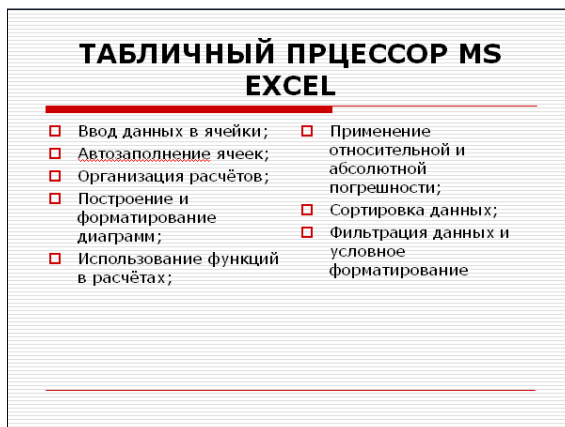 ТАБЛИЧНЫЙ ПРЦЕССОР MS
EXCEL
Ввод данных в ячейки;
Автозаполнение ячеек;
Организация расчётов;
Построение и
форматирование
диаграмм;
Использование функций
в расчётах;
Применение
относительной и
абсолютной
погрешности;
Сортировка данных;
Фильтрация данных и
условное
форматирование